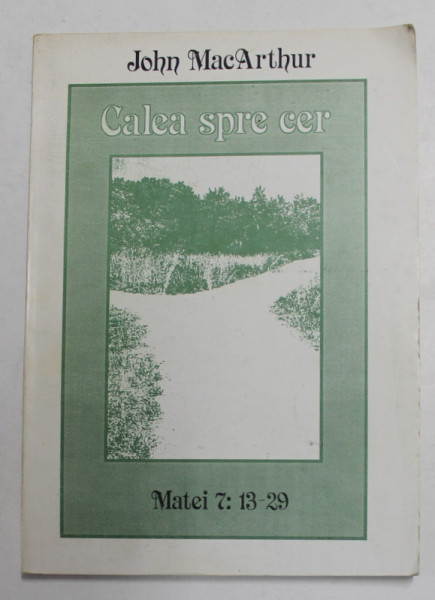 John MacArthur
Calea spre cer
Matei 7: 13-29